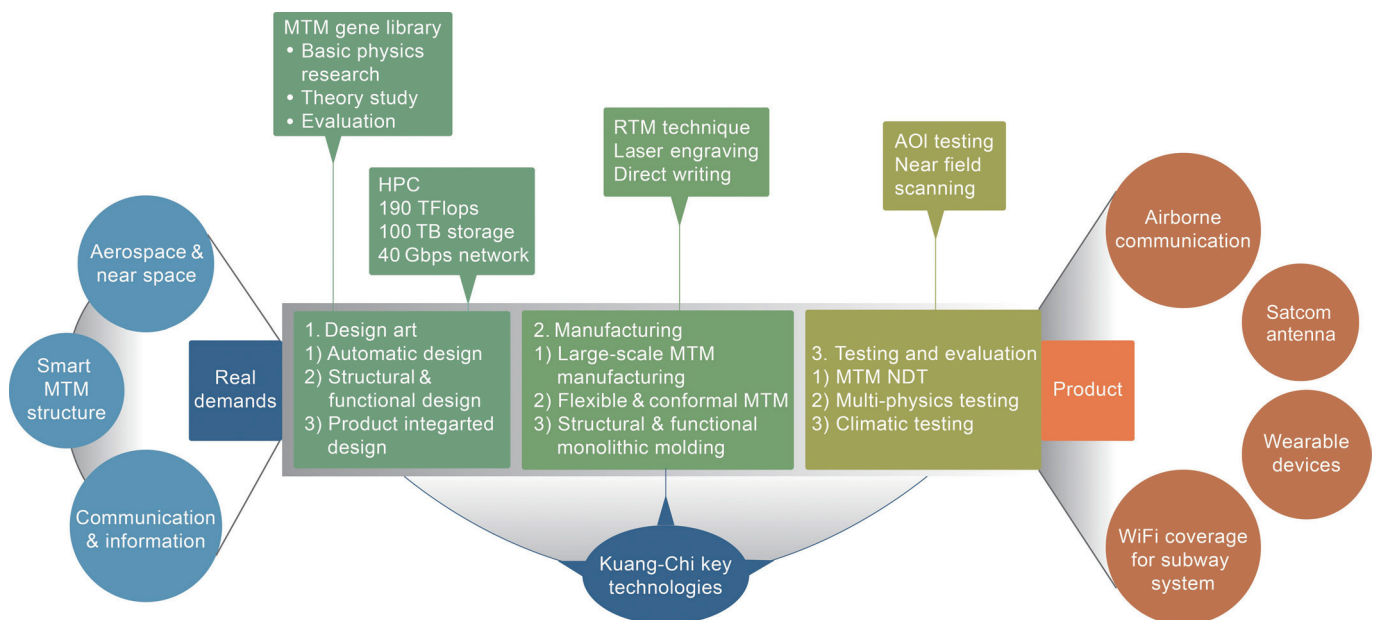 MTM gene library
• Basic physics
research
• Theory study
• Evaluation
HPC
190 TFlops
100 TB storage
40 Gbps network
RTM technique
Laser engraving
Direct writing
AOI testing
Near field
scanning
Aerospace &
near space
Smart
MTM
structure
Communication
& information
Real
demands
1. Design art
1) Automatic design
2) Structural &
functional design
3) Product integarted
design
2. Manufacturing
1) Large-scale MTM
manufacturing
2) Flexible & conformal MTM
3) Structural & functional
monolithic molding
3. Testing and evaluation
1) MTM NDT
2) Multi-physics testing
3) Climatic testing
Product
Airborne
communication
Satcom
antenna
Wearable
devices
WiFi coverage
for subway
system
Kuang-Chi key
technologies